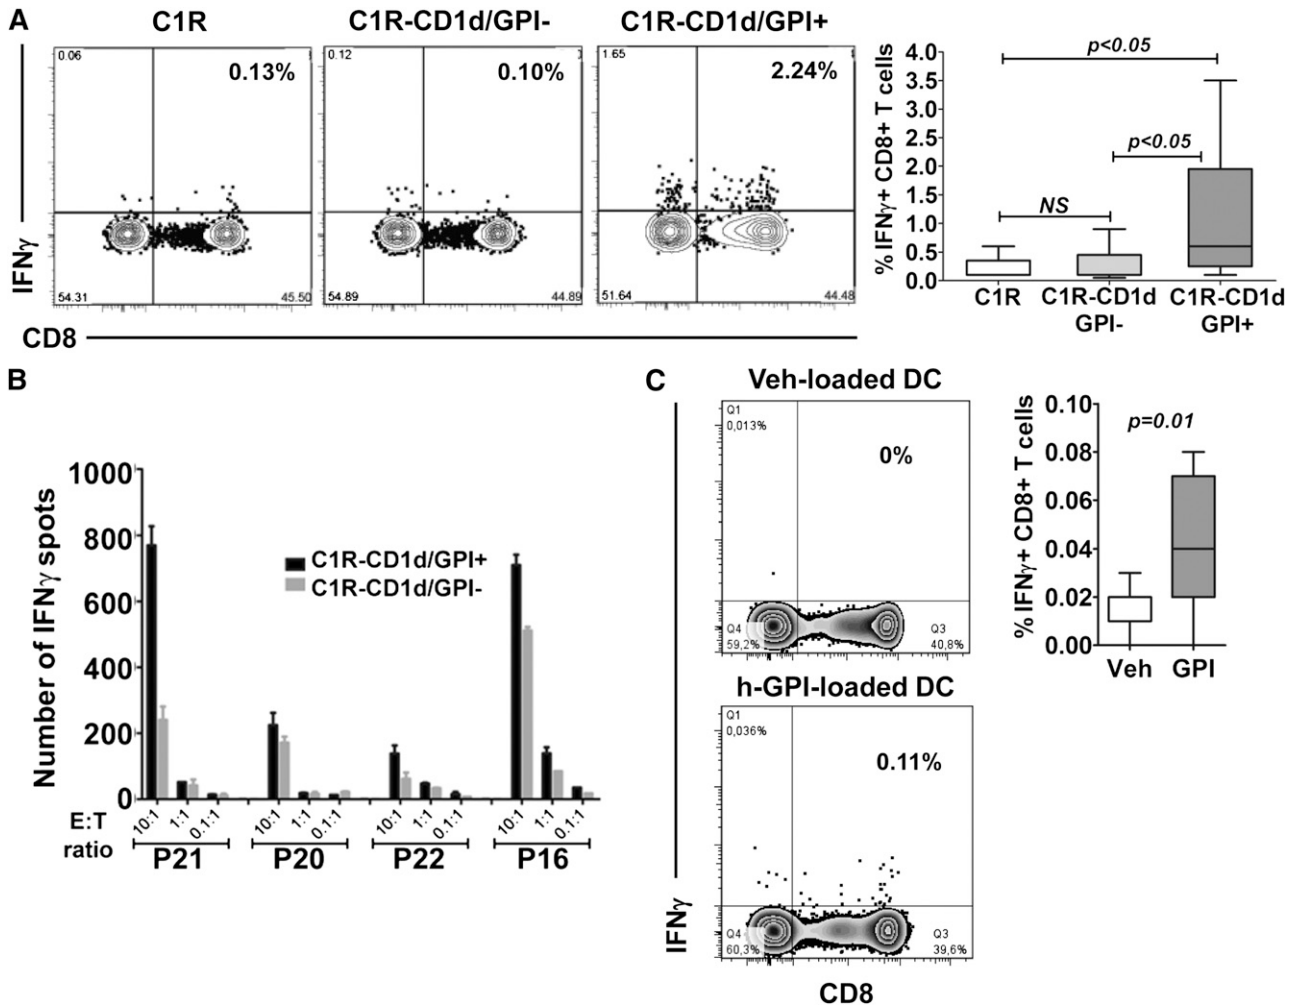 A
C1R
C1R-CD1d/GPI-
C1R-CD1d/GPI+
0.06
0.13%
54.31
45.50
0.12
0.10%
54.89
44.89
1.65
2.24%
51.64
44.48
IFNγ
CD8
% IFNγ+ CD8+ T cells
4.0
3.5
3.0
2.5
2.0
1.5
1.0
0.5
0.0
p<0.05
p<0.05
NS
C1R
C1R-CD1d
GPI-
C1R-CD1d
GPI+
B
Number of IFNγ spots
1000
800
600
400
200
0
C1R-CD1d/GPI+
C1R-CD1d/GPI-
E:T
ratio
10:1
1:1
0.1:1
10:1
1:1
0.1:1
10:1
1:1
0.1:1
10:1
1:1
0.1:1
P21
P20
P22
P16
C
Veh-loaded DC
Q1
0,013%
0%
Q4
59,2%
Q3
40,8%
h-GPI-loaded DC
Q1
0,036%
0.11%
Q4
60,3%
Q3
39,6%
IFNγ
CD8
% IFNγ+ CD8+ T cells
0.10
0.08
0.06
0.04
0.02
0.00
p=0.01
Veh
GPI